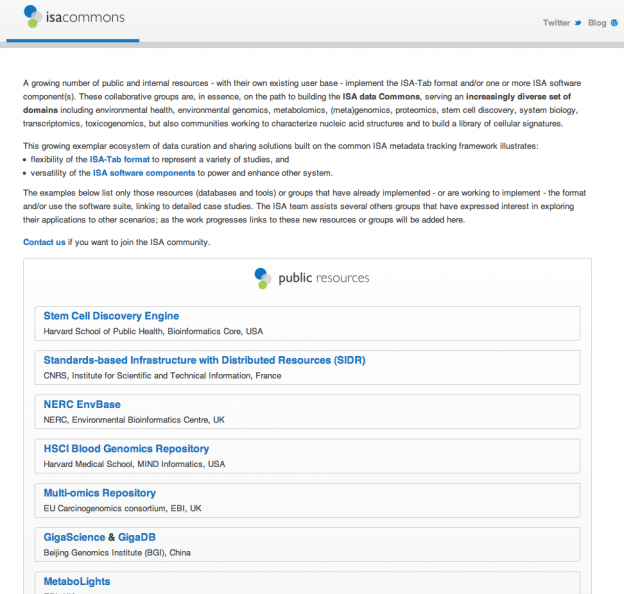 isacommons
Twitter Blog
A growing number of public and internal resources - with their own existing user base - implement the ISA-Tab format and/or one or more ISA software
component(s). These collaborative groups are, in essence, on the path to building the ISA data Commons, serving an increasingly diverse set of
domains including environmental health, environmental genomics, metabolomics, (meta)genomics, proteomics, stem cell discovery, system biology,
transcriptomics, toxicogenomics, but also communities working to characterize nucleic acid structures and to build a library of cellular signatures.
This growing exemplar ecosystem of data curation and sharing solutions built on the common ISA metadata tracking framework illustrates:
• flexibility of the ISA-Tab format to represent a variety of studies, and
• versatility of the ISA software components to power and enhance other system.
The examples below list only those resources (databases and tools) or groups that have already implemented - or are working to implement - the format
and/or use the software suite, linking to detailed case studies. The ISA team assists several others groups that have expressed interest in exploring
their applications to other scenarios; as the work progresses links to these new resources or groups will be added here.
Contact us if you want to join the ISA community.
public resources
Stem Cell Discovery Engine
Harvard School of Public Health, Bioinformatics Core, USA
Standards-based Infrastructure with Distributed Resources (SIDR)
CNRS, Institute for Scientific and Technical Information, France
NERC EnvBase
NERC, Environmental Bioinformatics Centre, UK
HSCI Blood Genomics Repository
Harvard Medical School, MIND Informatics, USA
Multi-omics Repository
EU Carcinogenomics consortium, EBI, UK
GigaScience & GigaDB
Beijing Genomics Institute (BGI), China
MetaboLights